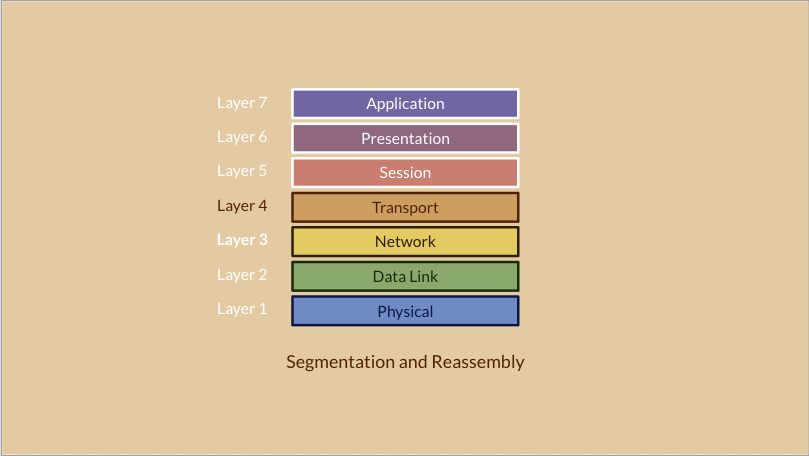 Layer 7 Application
Layer 6 Presentation
Layer 5 Session
Layer 4 Transport
Layer 3 Network
Layer 2 Data Link
Layer 1 Physical
Segmentation and Reassembly